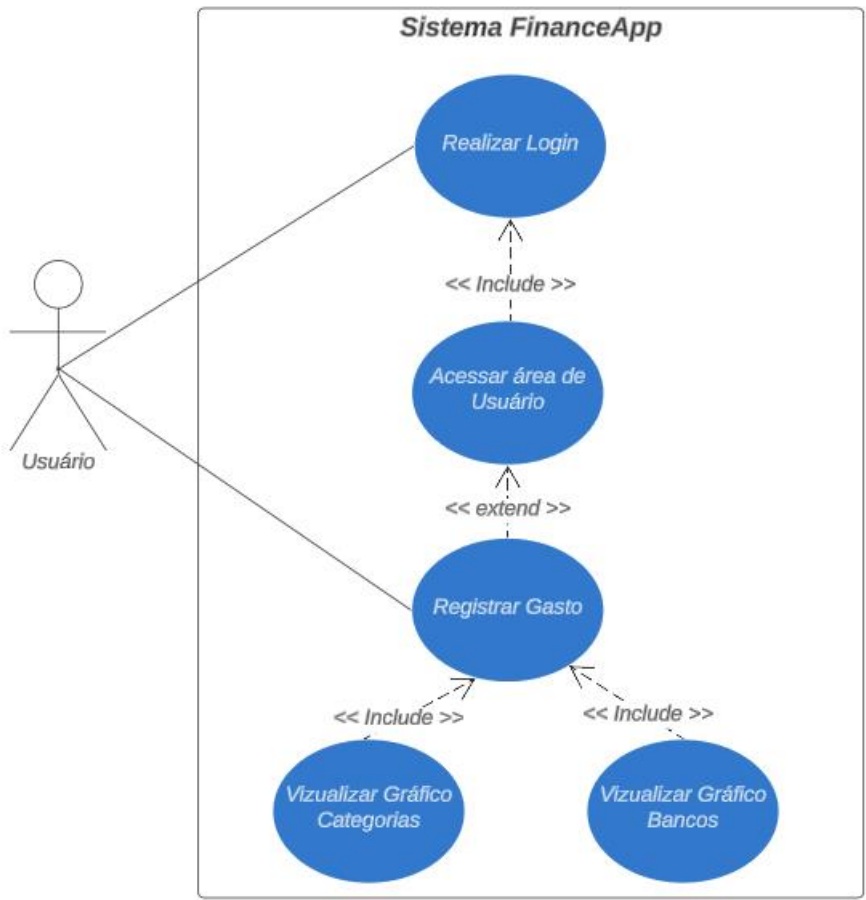 Sistema FinanceApp
Realizar Login
<< Include >>
Acessar área de
Usuário
Usuário
<< extend >>
Registrar Gasto
<< Include >>
<< Include >>
Vizualizar Gráfico
Categorias
Vizualizar Gráfico
Bancos